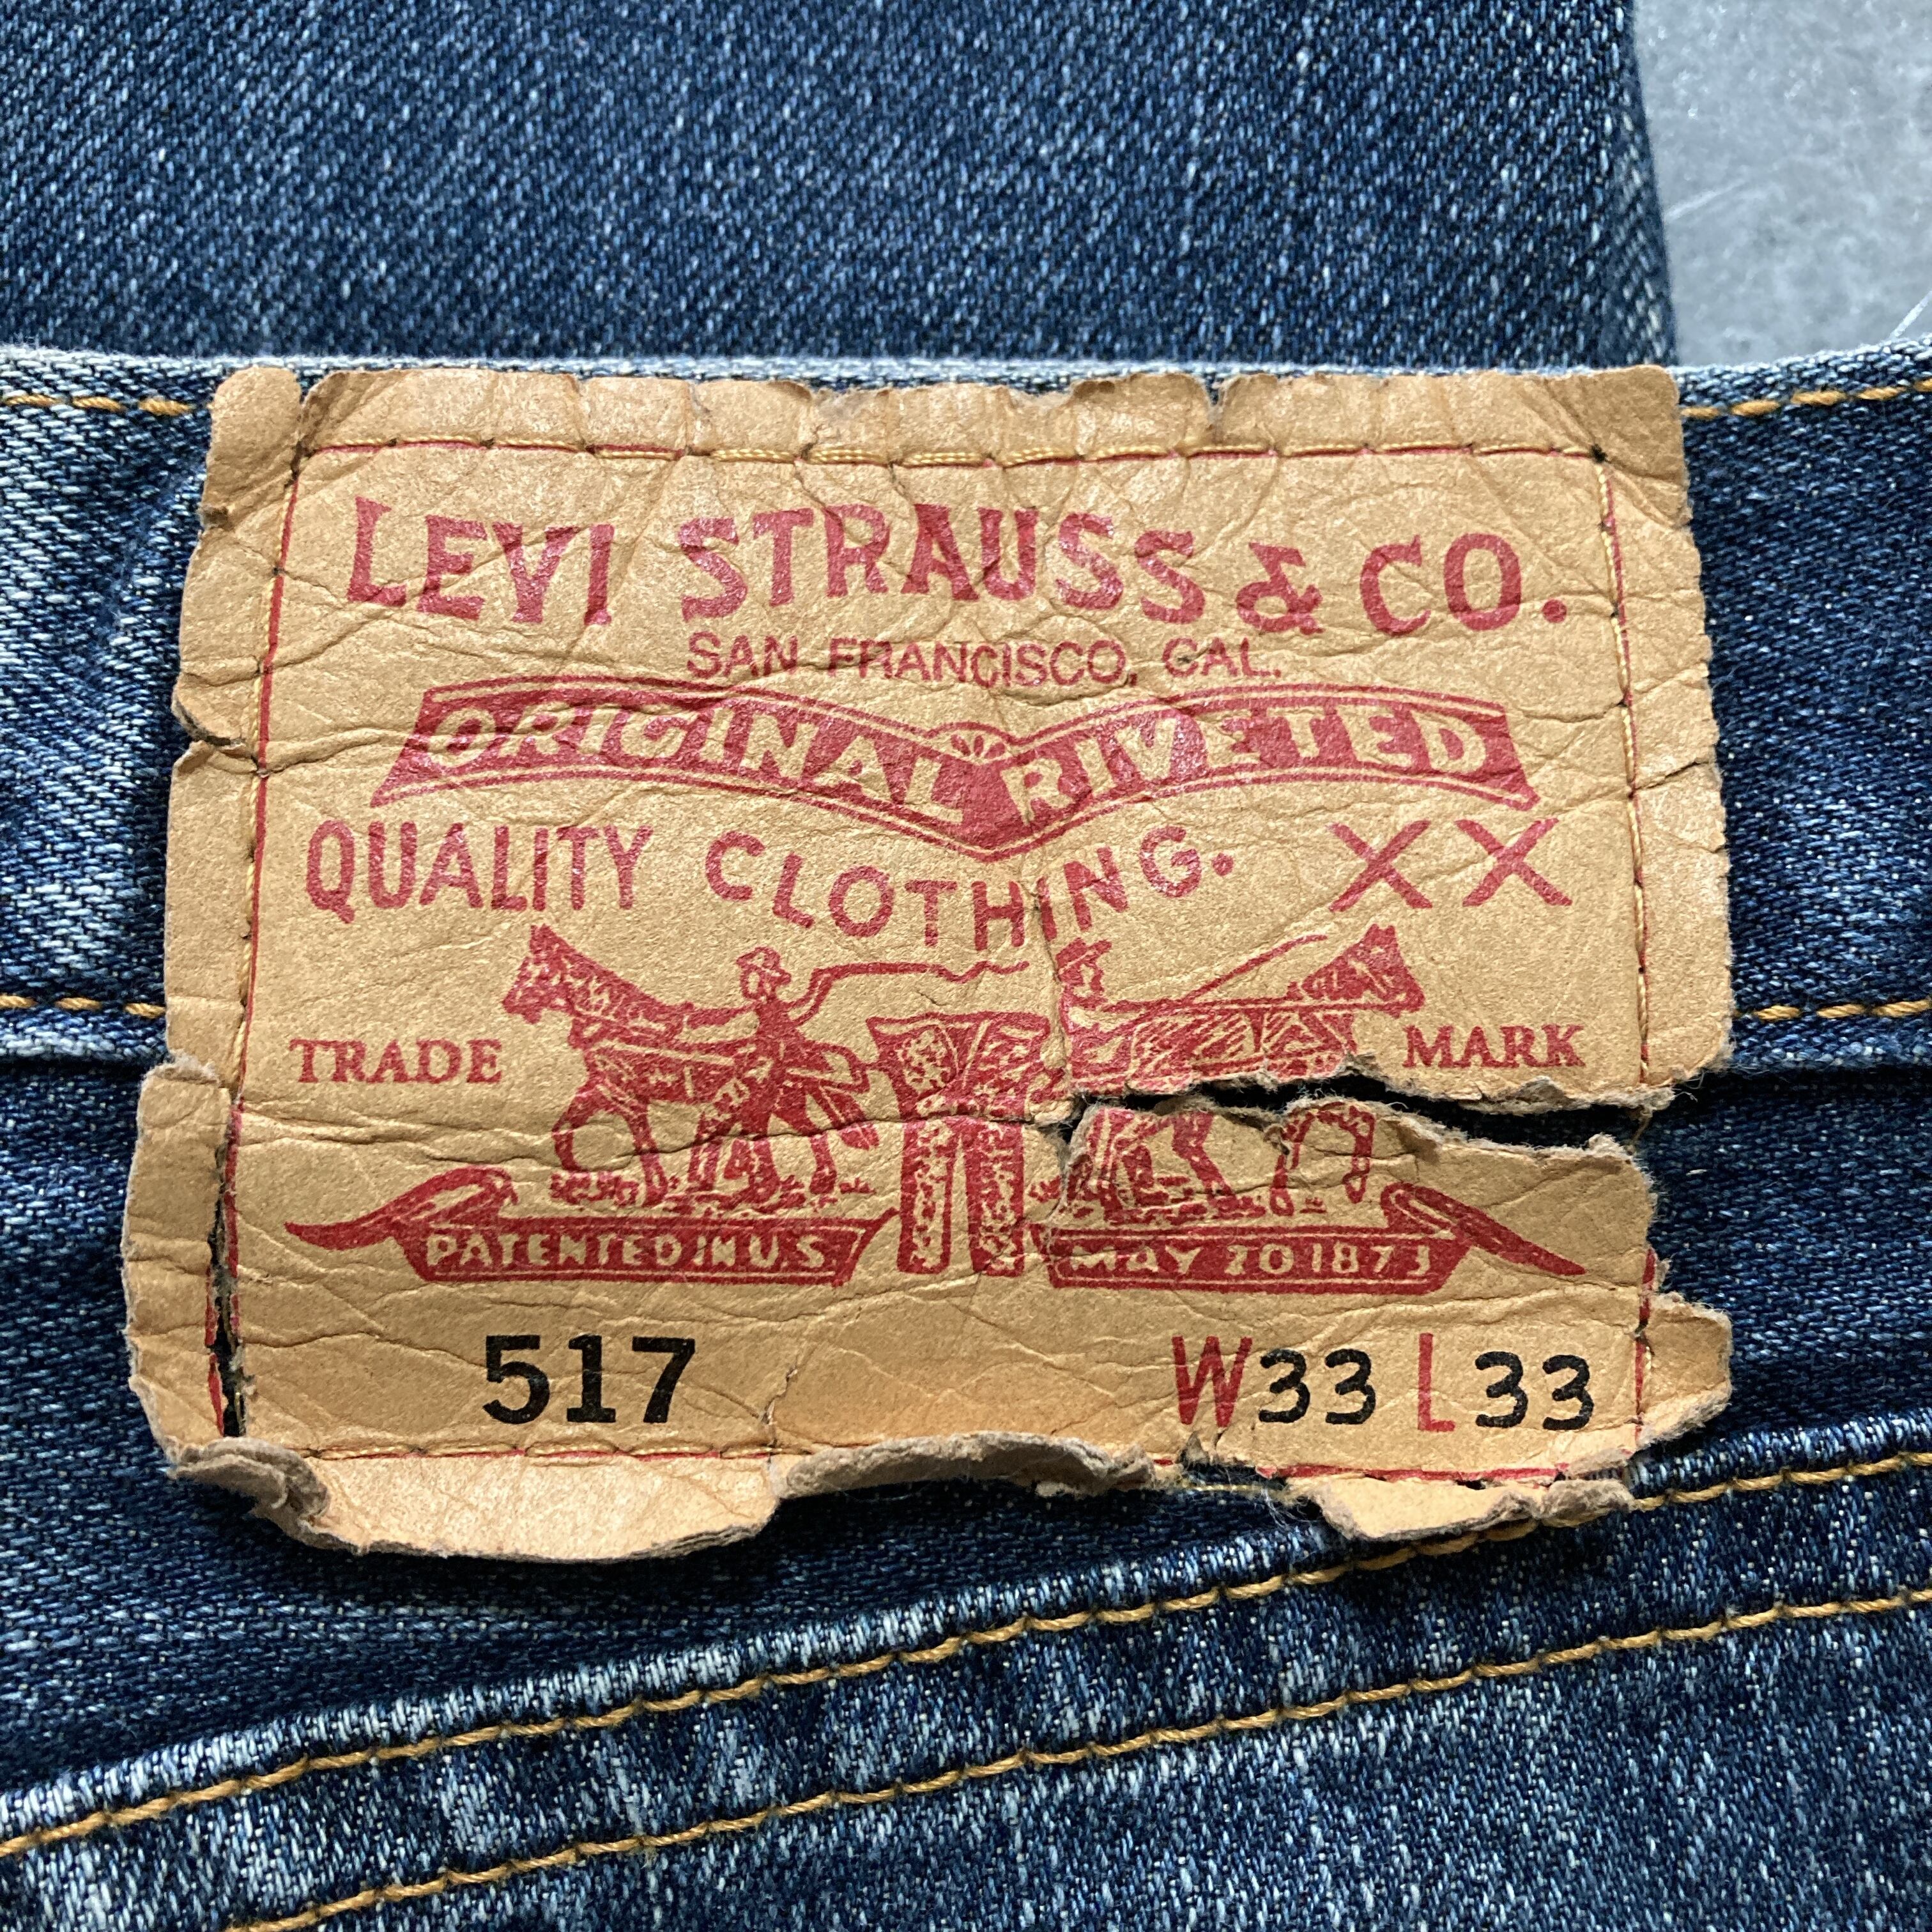 LEVI STRAUSS & CO.
SAN FRANCISCO, CAL.
ORIGINAL RIVETED
QUALITY CLOTHING. XX
TRADE MARK
PATENTED IN U.S. MAY 20 1873
517 W33 L33